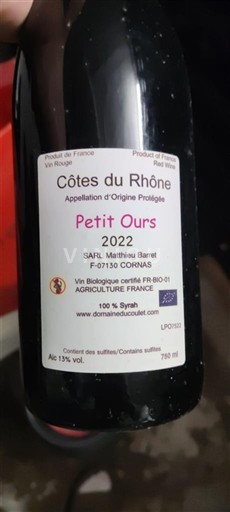 Produit de France Product of France
Vin Rouge Red Wine
Côtes du Rhône
Appellation d'Origine Protégée
Petit Ours
2022
SARL Matthieu Barret
F-07130 CORNAS
Vin Biologique certifié FR-BIO-01
AGRICULTURE FRANCE
100 % Syrah
www.domaineducoulet.com
Content des sulfites/Contains sulfites
Alc 13% vol. 750 ml